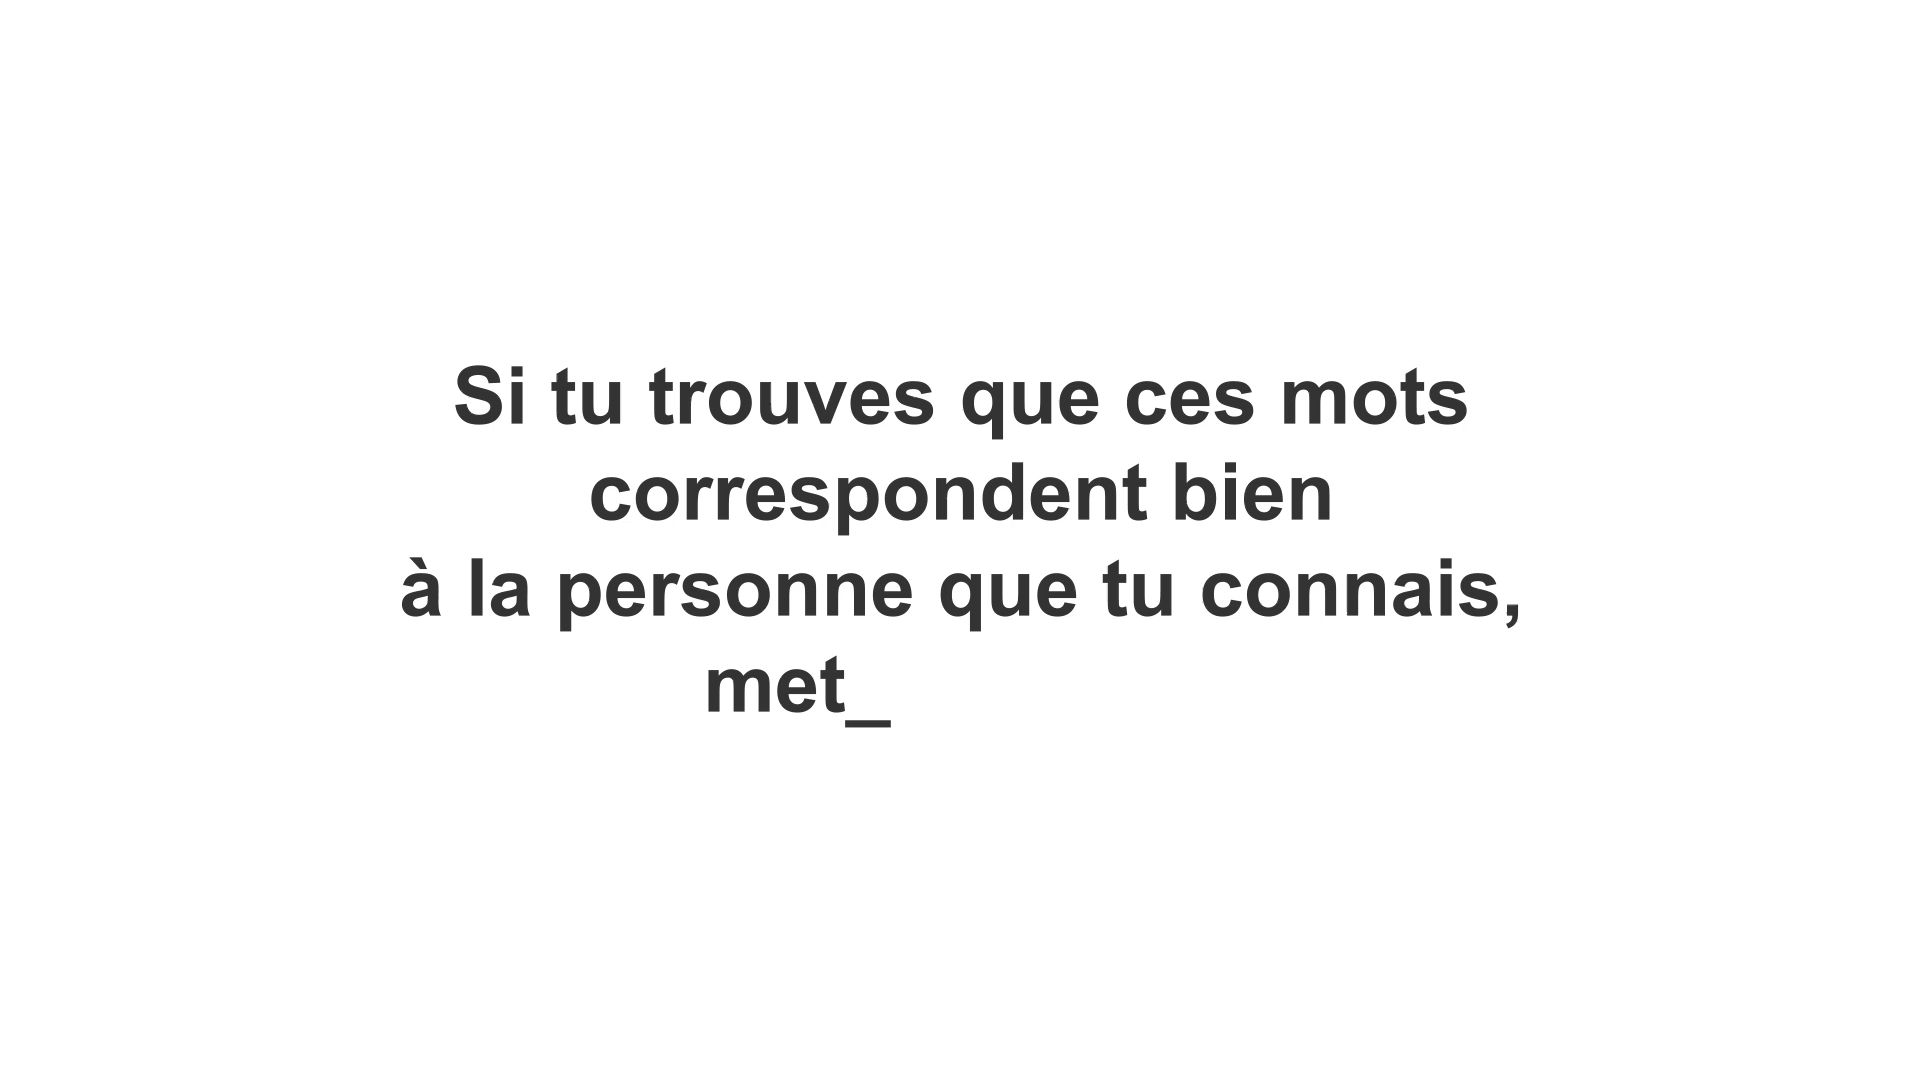 Si tu trouves que ces mots
correspondent bien
à la personne que tu connais,
met_